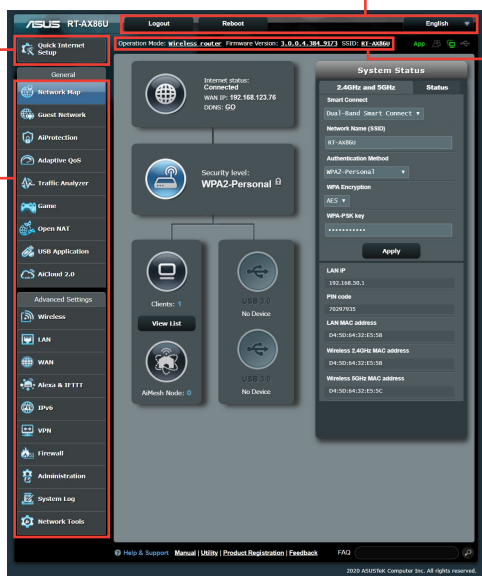 ASUS RT-AX86U
Logout
Reboot
English
Quick Internet
Setup
Operation Mode: Wireless router Firmware Version: 3.0.0.4.384_9173 SSID: RT-AX86U
App
General
Network Map
Guest Network
AiProtection
Adaptive QoS
Traffic Analyzer
Game
Open NAT
USB Application
AiCloud 2.0
Advanced Settings
Wireless
LAN
WAN
Alexa & IFTTT
IPv6
VPN
Firewall
Administration
System Log
Network Tools
Internet status:
Connected
WAN IP: 192.168.123.76
DDNS: GO
Security level:
WPA2-Personal
Clients: 1
View List
AiMesh Node: 0
USB 3.0
No Device
USB 3.0
No Device
System Status
2.4GHz and 5GHz
Status
Smart Connect
Dual-Band Smart Connect
Network Name (SSID)
RT-AX86U
Authentication Method
WPA2-Personal
WPA Encryption
AES
WPA-PSK key
Apply
LAN IP
192.168.50.1
PIN code
70297935
LAN MAC address
D4:5D:64:32:E5:58
Wireless 2.4GHz MAC address
D4:5D:64:32:E5:58
Wireless 5GHz MAC address
D4:5D:64:32:E5:5C
Help & Support Manual | Utility | Product Registration | Feedback
FAQ
2020 ASUSTeK Computer Inc. All rights reserved.